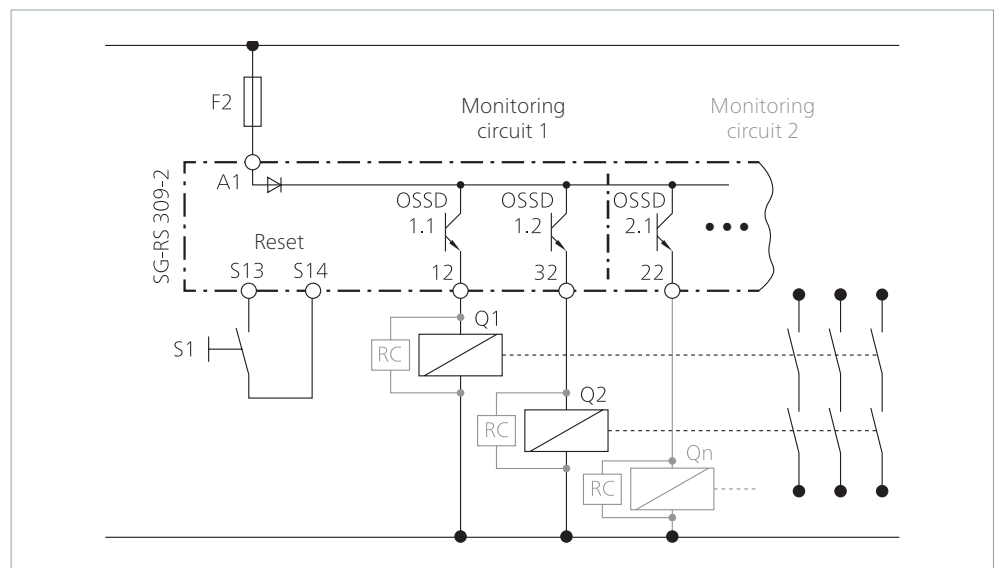 F2
Monitoring
circuit 1
Monitoring
circuit 2
SG-RS 309-2
A1
OSSD
1.1
OSSD
1.2
OSSD
2.1
Reset
S13
S14
12
32
22
S1
RC
Q1
RC
Q2
RC
Qn